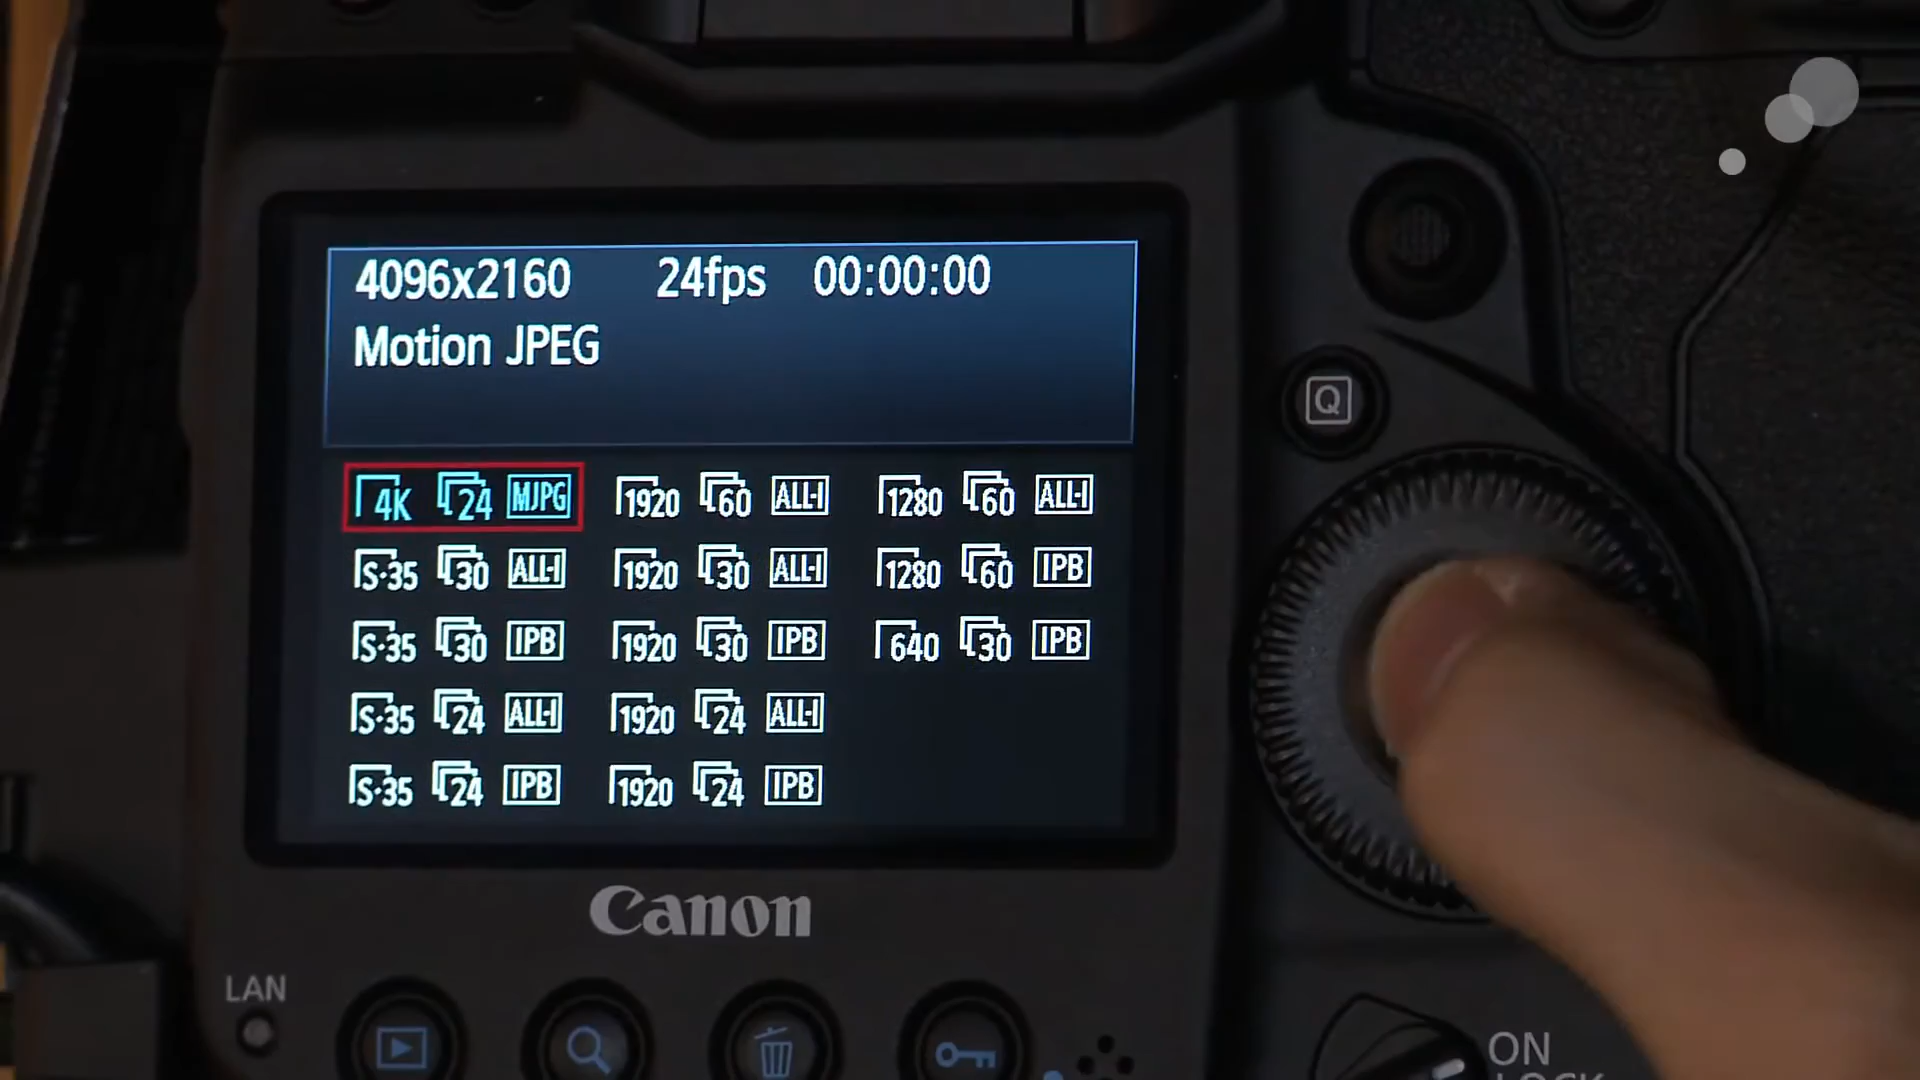 4096x2160 24fps 00:00:00
Motion JPEG
4K 24 MJPG 1920 60 ALL-I 1280 60 ALL-I
S-35 30 ALL-I 1920 30 ALL-I 1280 60 IPB
S-35 30 IPB 1920 30 IPB 640 30 IPB
S-35 24 ALL-I 1920 24 ALL-I
S-35 24 IPB 1920 24 IPB
Q
Canon
LAN
ON
LOCK